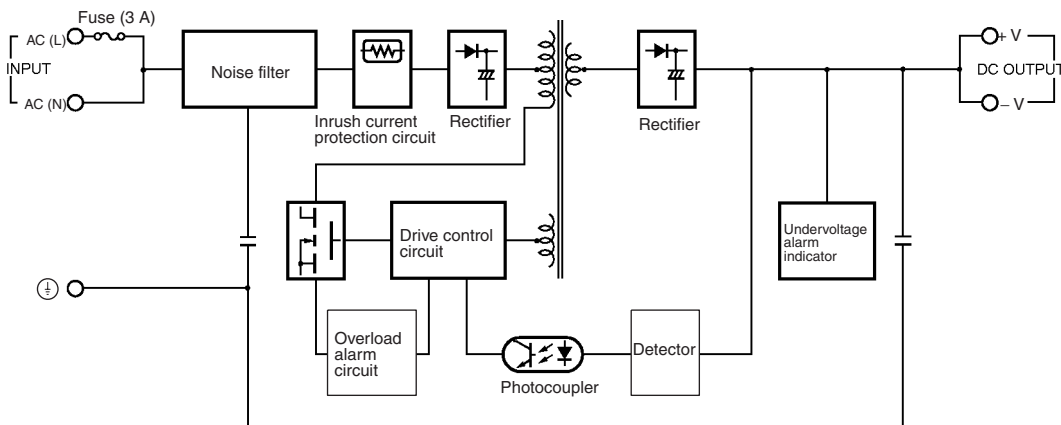 Fuse (3 A)
AC (L)
INPUT
AC (N)
Noise filter
Inrush current
protection circuit
Rectifier
Rectifier
+ V
DC OUTPUT
– V
Drive control
circuit
Undervoltage
alarm
indicator
Overload
alarm
circuit
Photocoupler
Detector